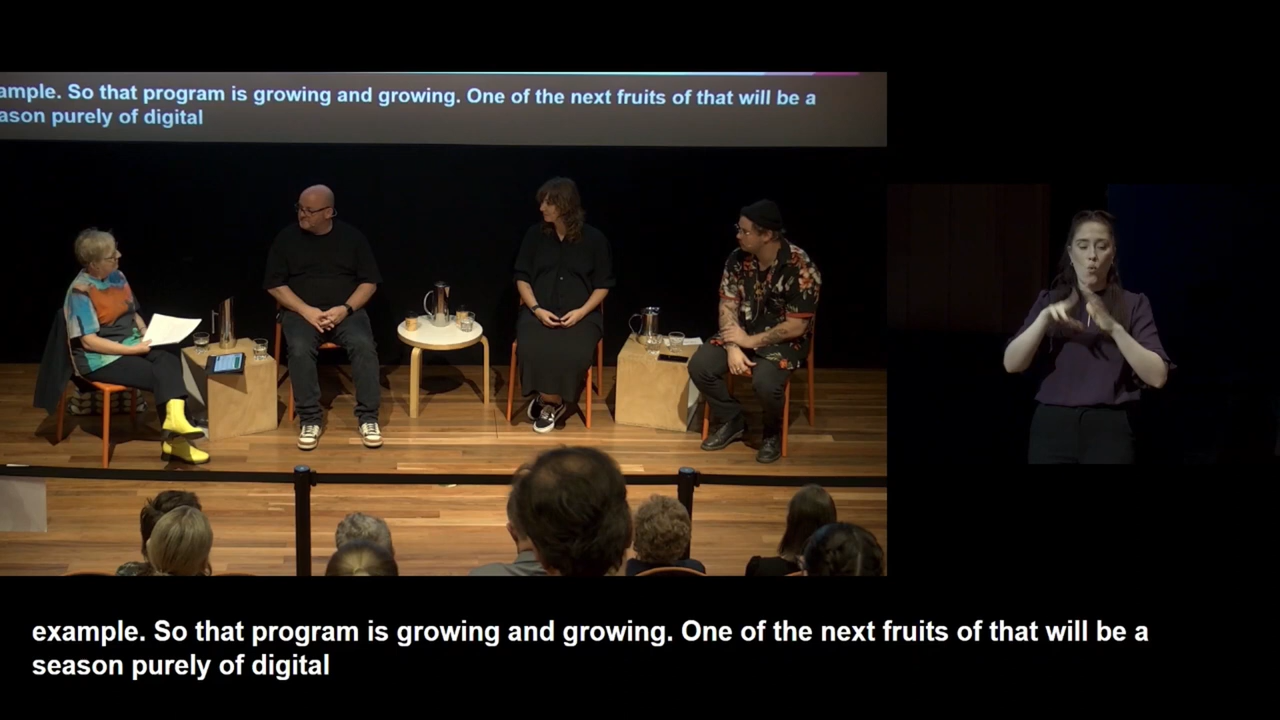 ample. So that program is growing and growing. One of the next fruits of that will be a
ason purely of digital
example. So that program is growing and growing. One of the next fruits of that will be a
season purely of digital